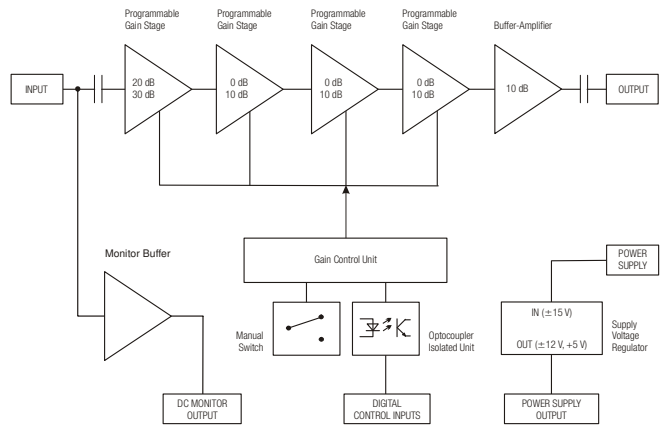 Programmable
Gain Stage
Programmable
Gain Stage
Programmable
Gain Stage
Programmable
Gain Stage
Buffer-Amplifier
INPUT
20 dB
30 dB
0 dB
10 dB
0 dB
10 dB
0 dB
10 dB
10 dB
OUTPUT
Monitor Buffer
Gain Control Unit
POWER
SUPPLY
Manual
Switch
Optocoupler
Isolated Unit
IN (±15 V)
OUT (±12 V, +5 V)
Supply
Voltage
Regulator
DC MONITOR
OUTPUT
DIGITAL
CONTROL INPUTS
POWER SUPPLY
OUTPUT